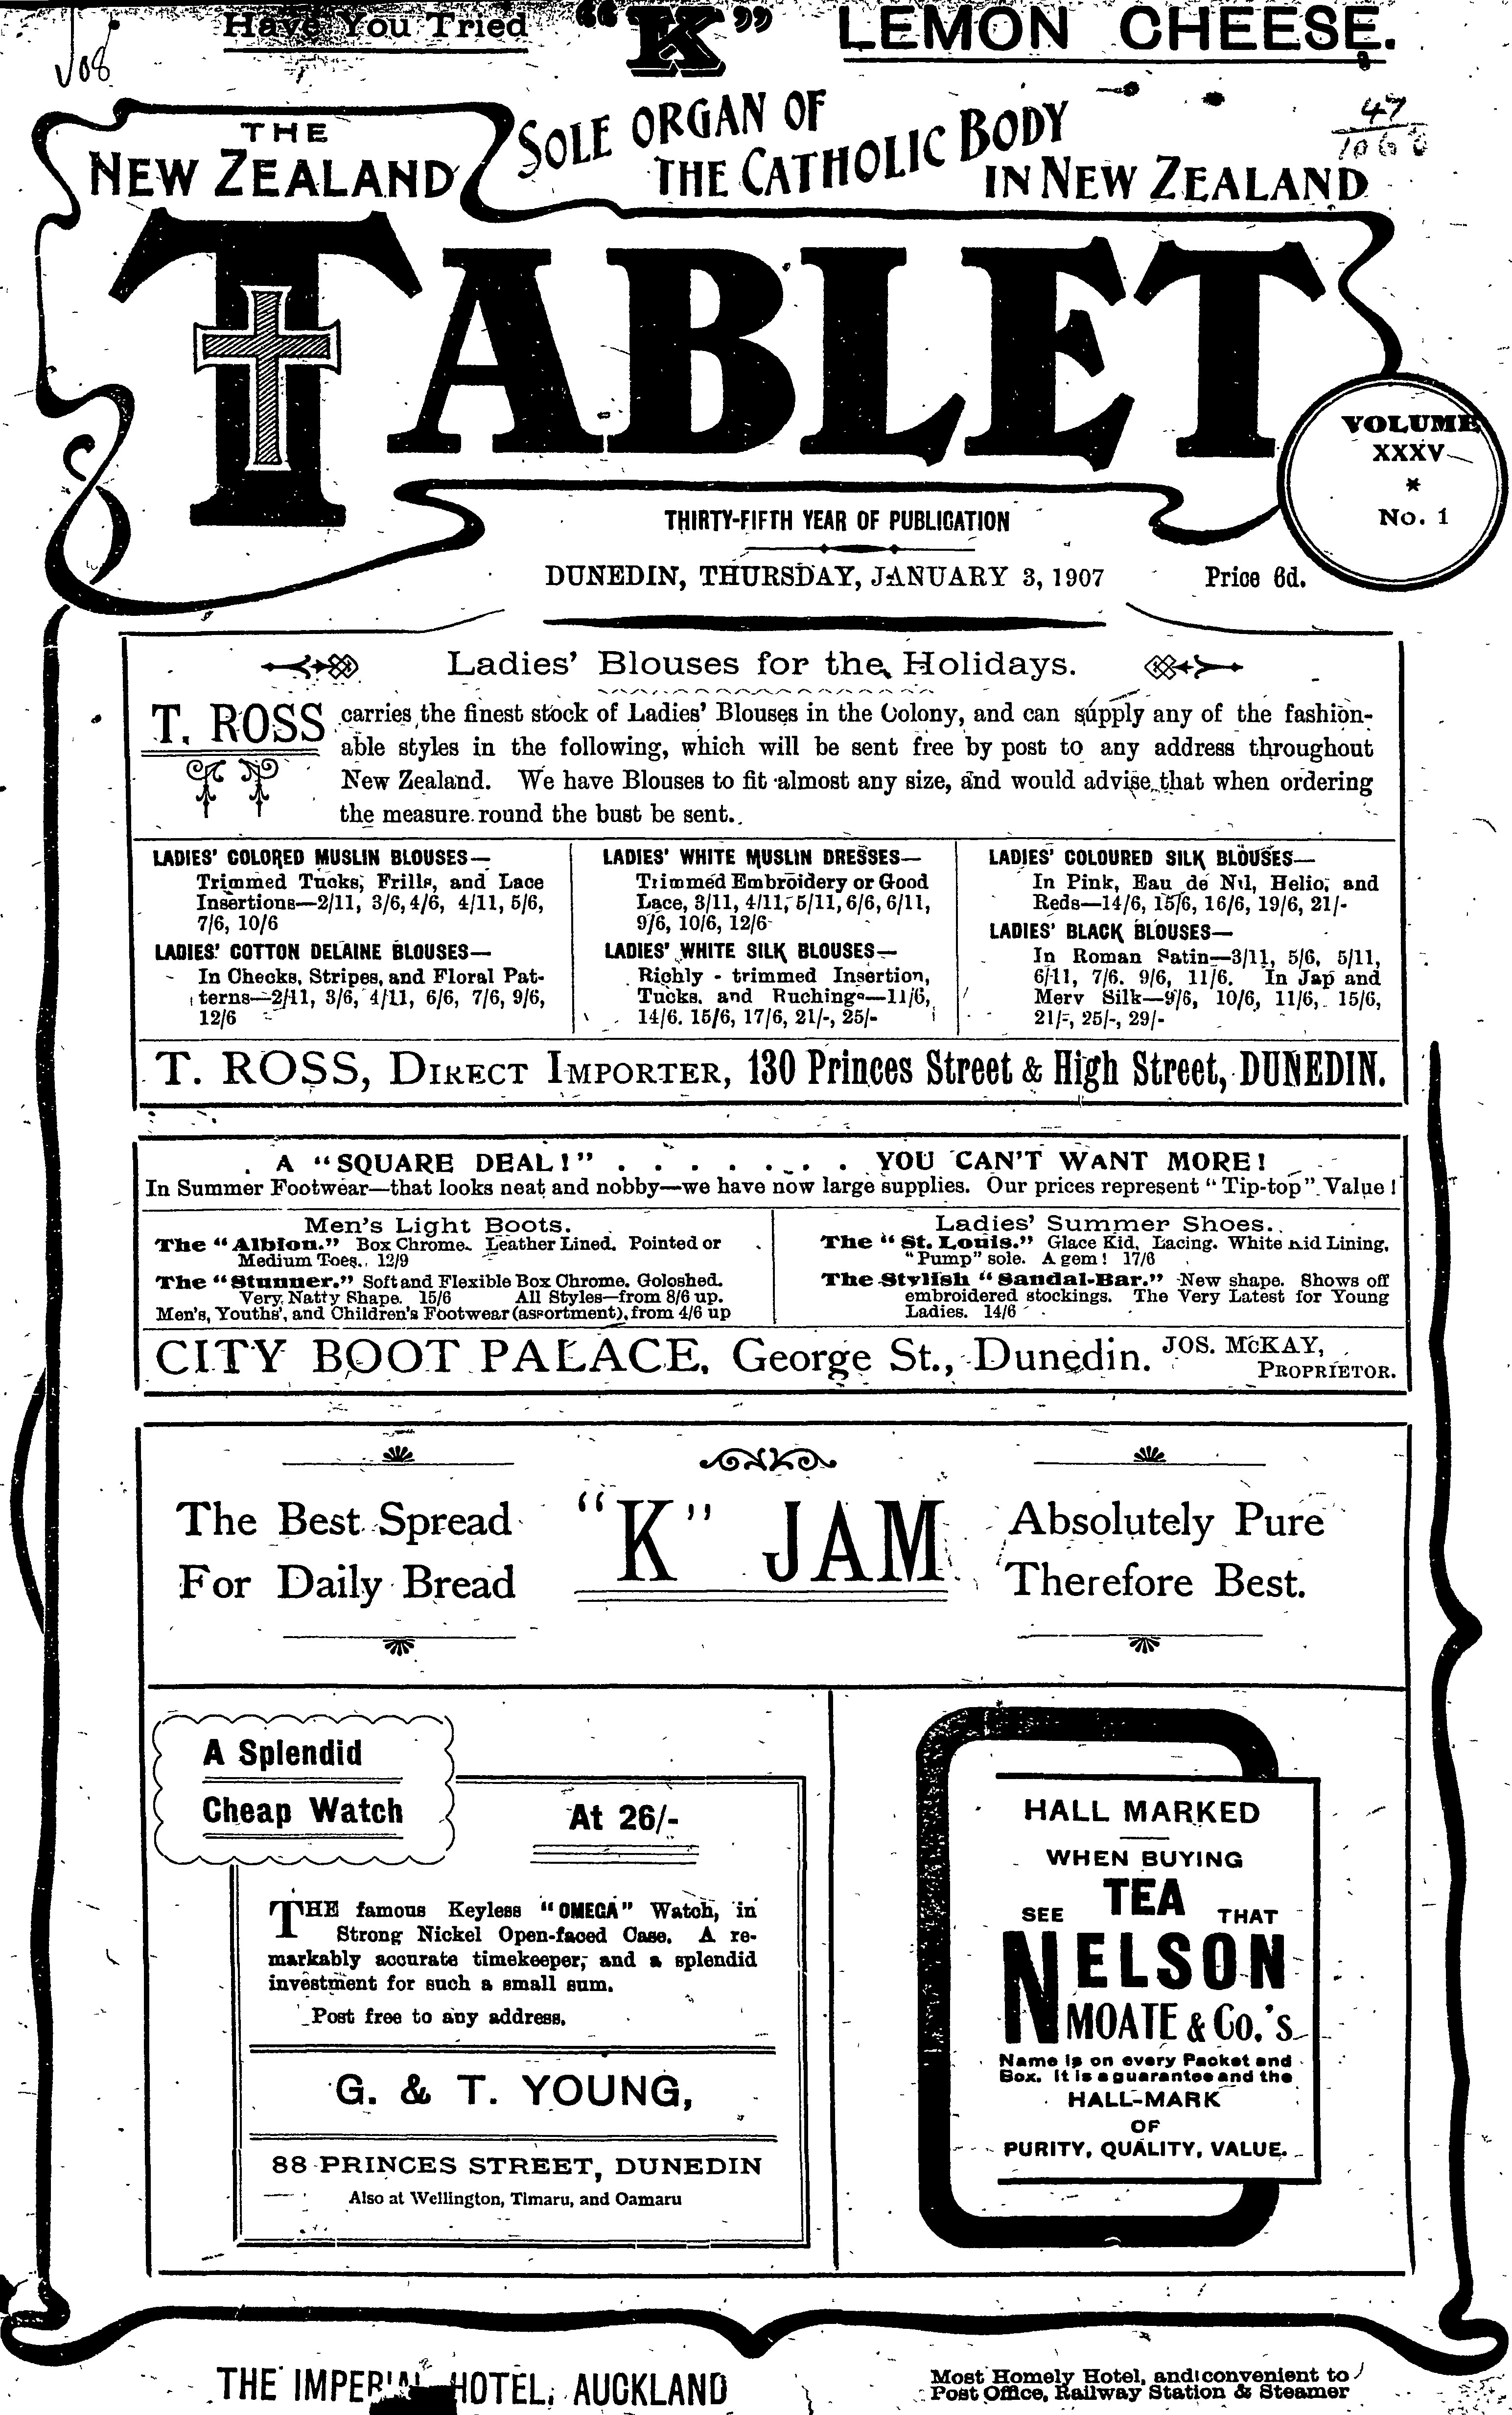 Have You Tried "K" LEMON CHEESE.
J08
47
THE
NEW ZEALAND
SOLE ORGAN OF
THE CATHOLIC BODY
IN NEW ZEALAND
TABLET
VOLUME
XXXV
*
No. 1
THIRTY-FIFTH YEAR OF PUBLICATION
DUNEDIN, THURSDAY, JANUARY 3, 1907
Price 6d.
Ladies' Blouses for the Holidays.
T. ROSS carries the finest stock of Ladies' Blouses in the Colony, and can supply any of the fashion-
able styles in the following, which will be sent free by post to any address throughout
New Zealand. We have Blouses to fit almost any size, and would advise that when ordering
the measure round the bust be sent.
LADIES' COLORED MUSLIN BLOUSES—
Trimmed Tucks, Frills, and Lace
Insertions—2/11, 3/6, 4/6, 4/11, 5/6,
7/6, 10/6
LADIES' COTTON DELAINE BLOUSES—
In Checks, Stripes, and Floral Pat-
terns—2/11, 3/6, 4/11, 6/6, 7/6, 9/6,
12/6
LADIES' WHITE MUSLIN DRESSES—
Trimmed Embroidery or Good
Lace, 3/11, 4/11, 5/11, 6/6, 6/11,
9/6, 10/6, 12/6
LADIES' WHITE SILK BLOUSES—
Richly - trimmed Insertion,
Tucks, and Ruchings—11/6,
14/6. 15/6, 17/6, 21/-, 25/-
LADIES' COLOURED SILK BLOUSES—
In Pink, Eau de Nil, Helio, and
Reds—14/6, 15/6, 16/6, 19/6, 21/-
LADIES' BLACK BLOUSES—
In Roman Satin—3/11, 5/6, 5/11,
6/11, 7/6. 9/6, 11/6. In Jap and
Merv Silk—9/6, 10/6, 11/6, 15/6,
21/-, 25/-, 29/-
T. ROSS, DIRECT IMPORTER, 130 Princes Street & High Street, DUNEDIN.
A "SQUARE DEAL!" . . . . . . . . YOU CAN'T WANT MORE!
In Summer Footwear—that looks neat and nobby—we have now large supplies. Our prices represent "Tip-top" Value!
Men's Light Boots.
The "Albion." Box Chrome. Leather Lined. Pointed or
Medium Toes. 12/9
The "Stunner." Soft and Flexible Box Chrome. Goloshed.
Very Natty Shape. 15/6 All Styles—from 8/6 up.
Men's, Youths', and Children's Footwear (assortment), from 4/6 up
Ladies' Summer Shoes.
The "St. Louis." Glace Kid, Lacing. White Kid Lining,
"Pump" sole. A gem! 17/6
The Stylish "Sandal-Bar." New shape. Shows off
embroidered stockings. The Very Latest for Young
Ladies. 14/6
CITY BOOT PALACE, George St., Dunedin. JOS. McKAY,
PROPRIETOR.
The Best Spread
For Daily Bread
"K" JAM
Absolutely Pure
Therefore Best.
A Splendid
Cheap Watch
At 26/-
THE famous Keyless "OMEGA" Watch, in
Strong Nickel Open-faced Case. A re-
markably accurate timekeeper, and a splendid
investment for such a small sum.
Post free to any address.
G. & T. YOUNG,
88 PRINCES STREET, DUNEDIN
Also at Wellington, Timaru, and Oamaru
HALL MARKED
WHEN BUYING
TEA
SEE THAT
NELSON
MOATE & Co.'s
Name is on every Packet and
Box. It is a guarantee and the
HALL-MARK
OF
PURITY, QUALITY, VALUE.
THE IMPERIAL HOTEL, AUCKLAND
Most Homely Hotel, and convenient to
Post Office, Railway Station & Steamer